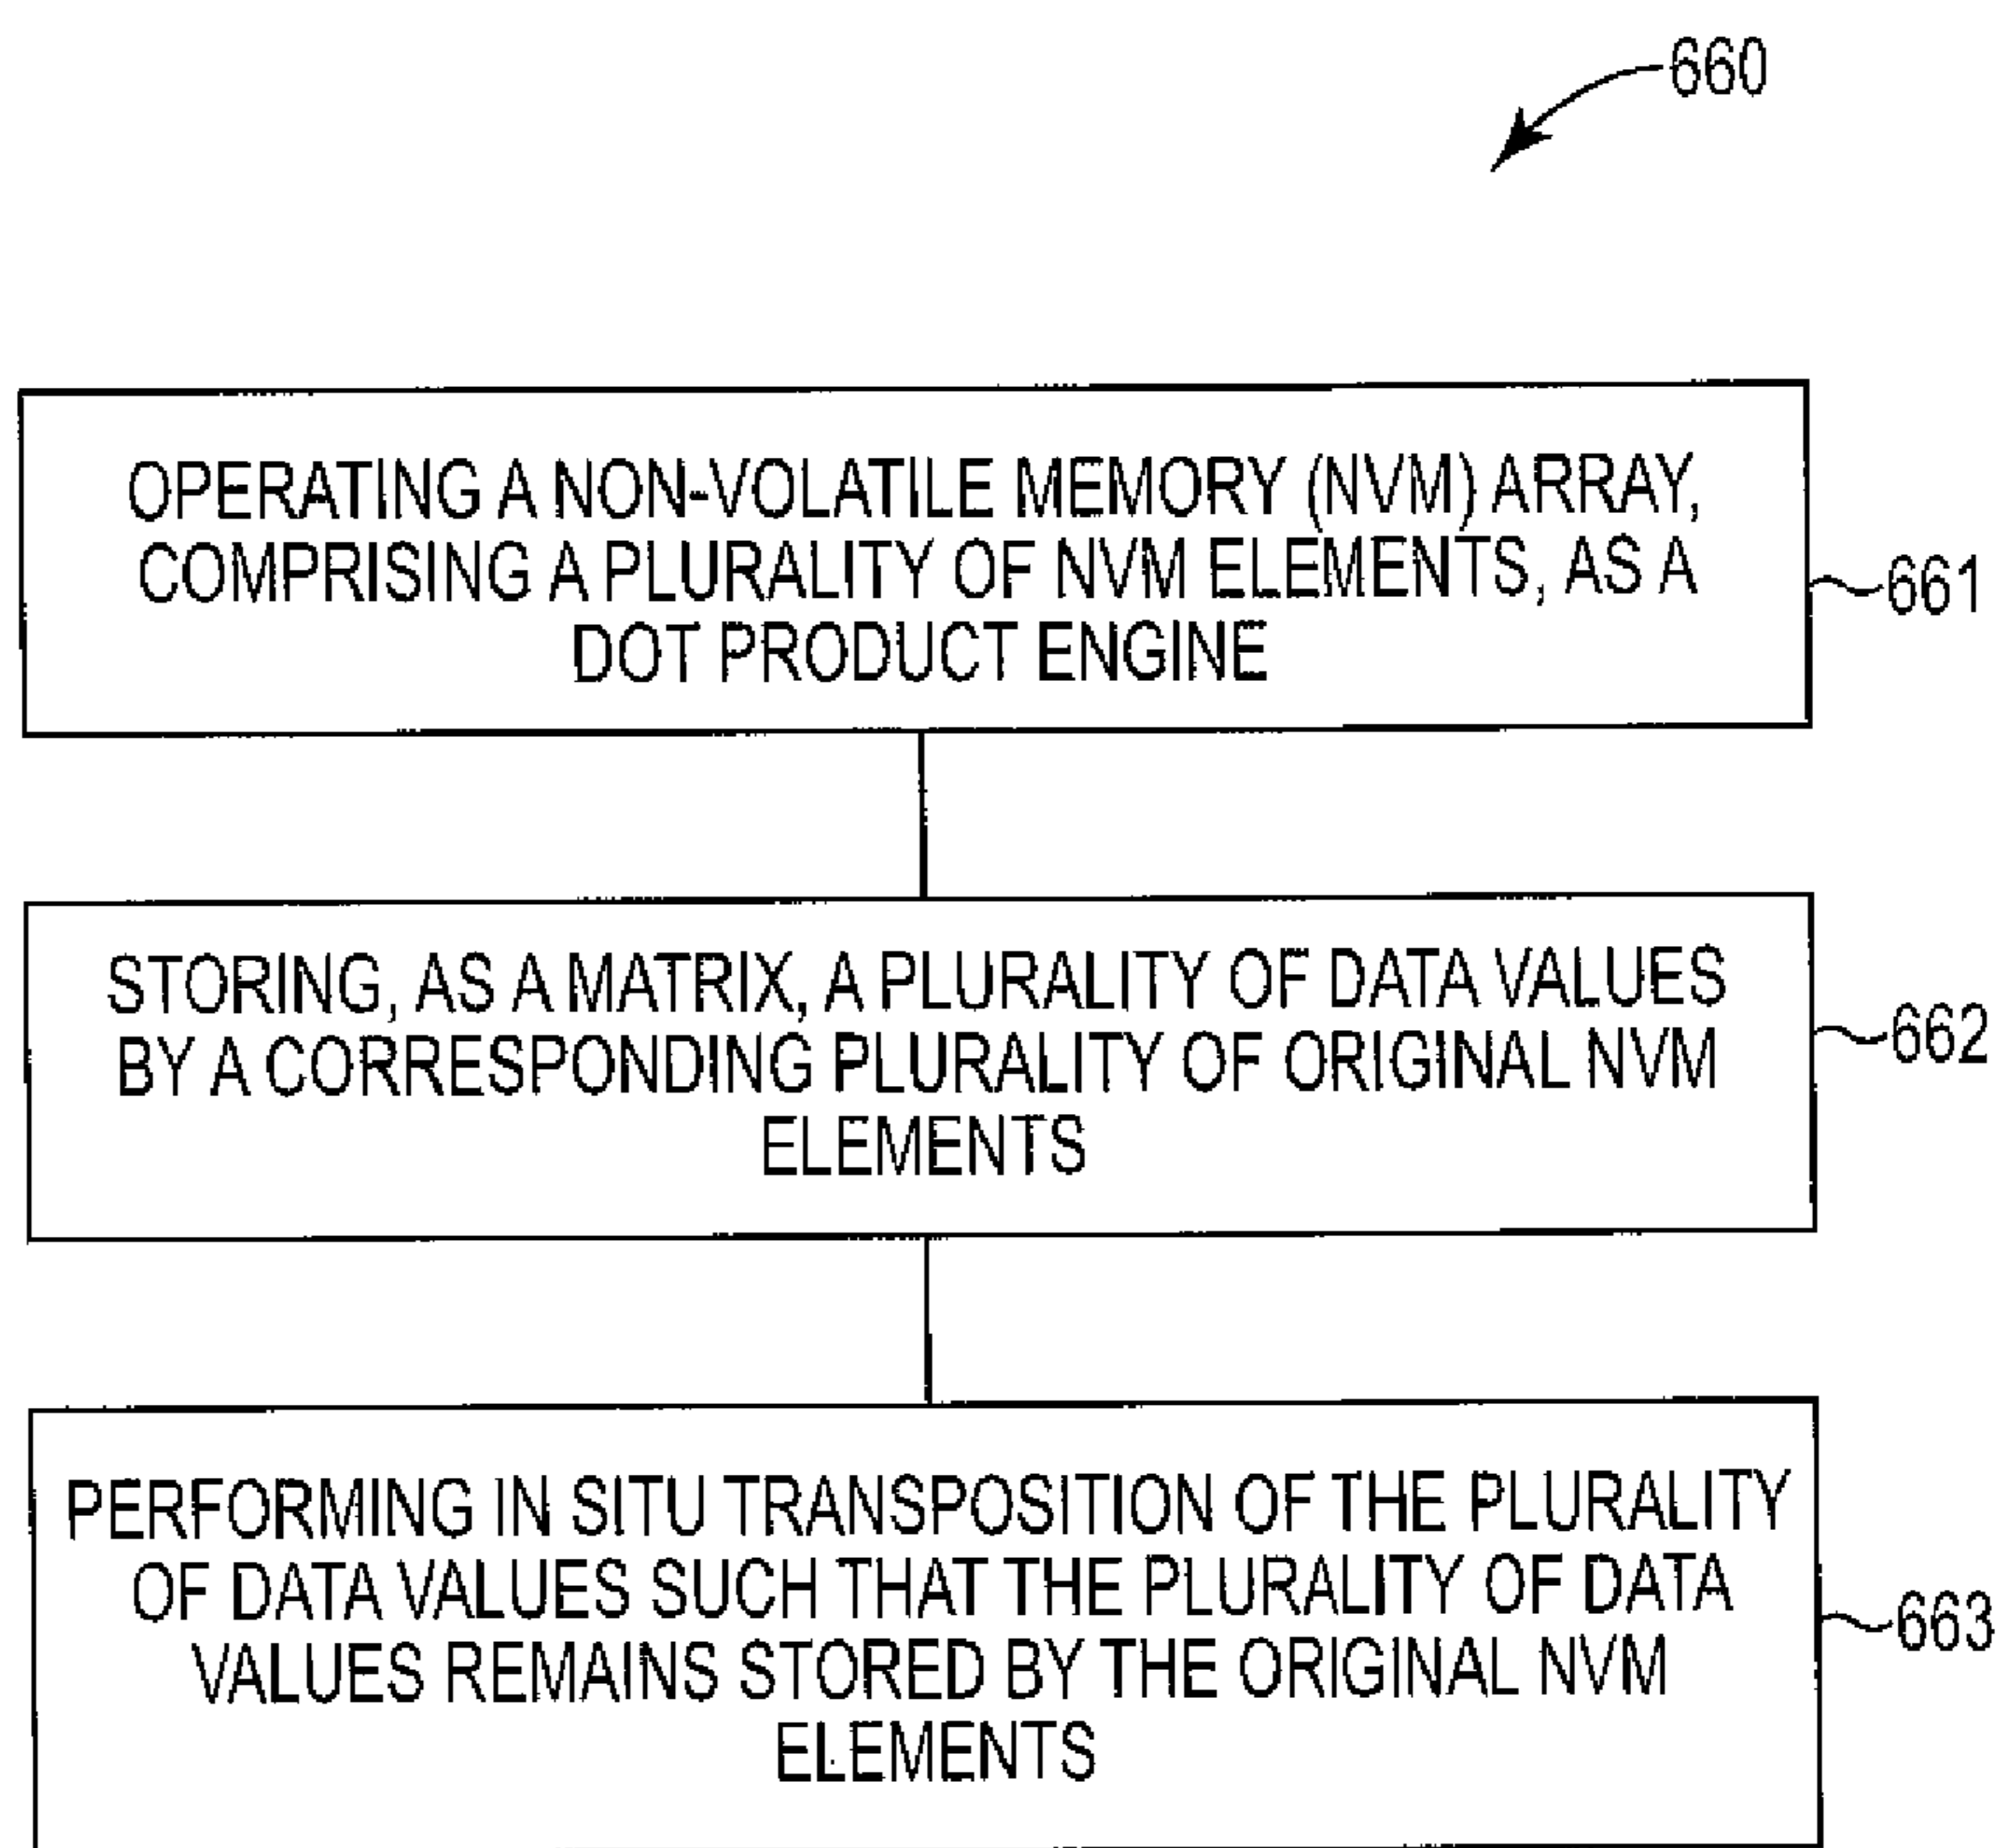 660
OPERATING A NON-VOLATILE MEMORY (NVM) ARRAY,
COMPRISING A PLURALITY OF NVM ELEMENTS, AS A
DOT PRODUCT ENGINE
661
STORING, AS A MATRIX, A PLURALITY OF DATA VALUES
BY A CORRESPONDING PLURALITY OF ORIGINAL NVM
ELEMENTS
662
PERFORMING IN SITU TRANSPOSITION OF THE PLURALITY
OF DATA VALUES SUCH THAT THE PLURALITY OF DATA
VALUES REMAINS STORED BY THE ORIGINAL NVM
ELEMENTS
663